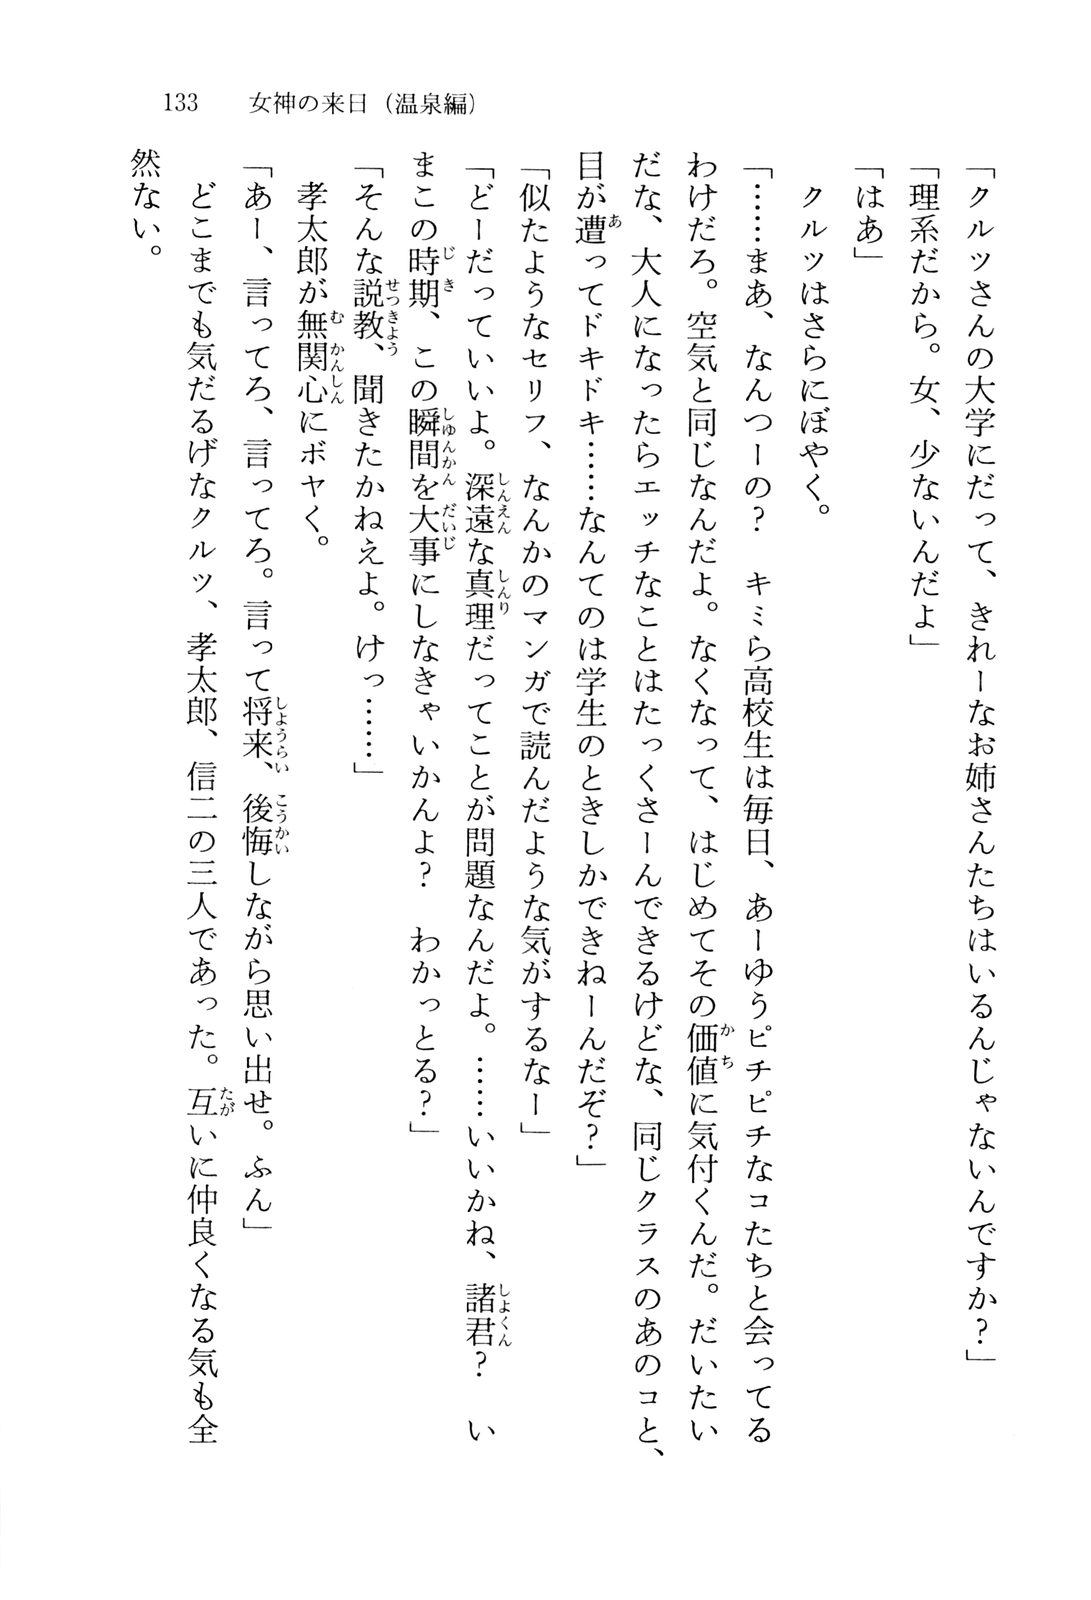 133　女神の来日（温泉編）
「クルツさんの大学にだって、きれーなお姉さんたちはいるんじゃないんですか？」
「理系だから。女、少ないんだよ」
「はあ」
　クルツはさらにぼやく。
「……まあ、なんつーの？　キミら高校生は毎日、あーゆうピチピチなコたちと会ってる
わけだろ。空気と同じなんだよ。なくなって、はじめてその価値に気付くんだ。だいたい
だな、大人になったらエッチなことはたっくさーんできるけどな、同じクラスのあのコと、
目が遭ってドキドキ……なんてのは学生のときしかできねーんだぞ？」
「似たようなセリフ、なんかのマンガで読んだような気がするなー」
「どーだっていいよ。深遠な真理だってことが問題なんだよ。……いいかね、諸君？　い
まこの時期、この瞬間を大事にしなきゃいかんよ？　わかっとる？」
「そんな説教、聞きたかねえよ。けっ……」
　孝太郎が無関心にボヤく。
「あー、言ってろ、言ってろ。言って将来、後悔しながら思い出せ。ふん」
　どこまでも気だるげなクルツ、孝太郎、信二の三人であった。互いに仲良くなる気も全
然ない。